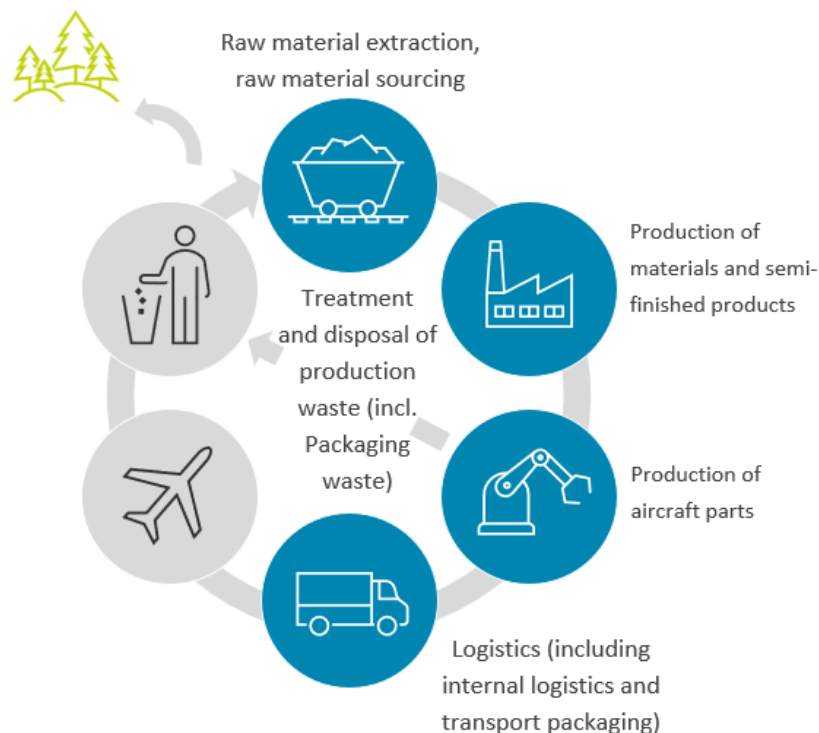 Raw material extraction,
raw material sourcing
Production of
materials and semi-
finished products
Treatment
and disposal of
production
waste (incl.
Packaging
waste)
Production of
aircraft parts
Logistics (including
internal logistics and
transport packaging)